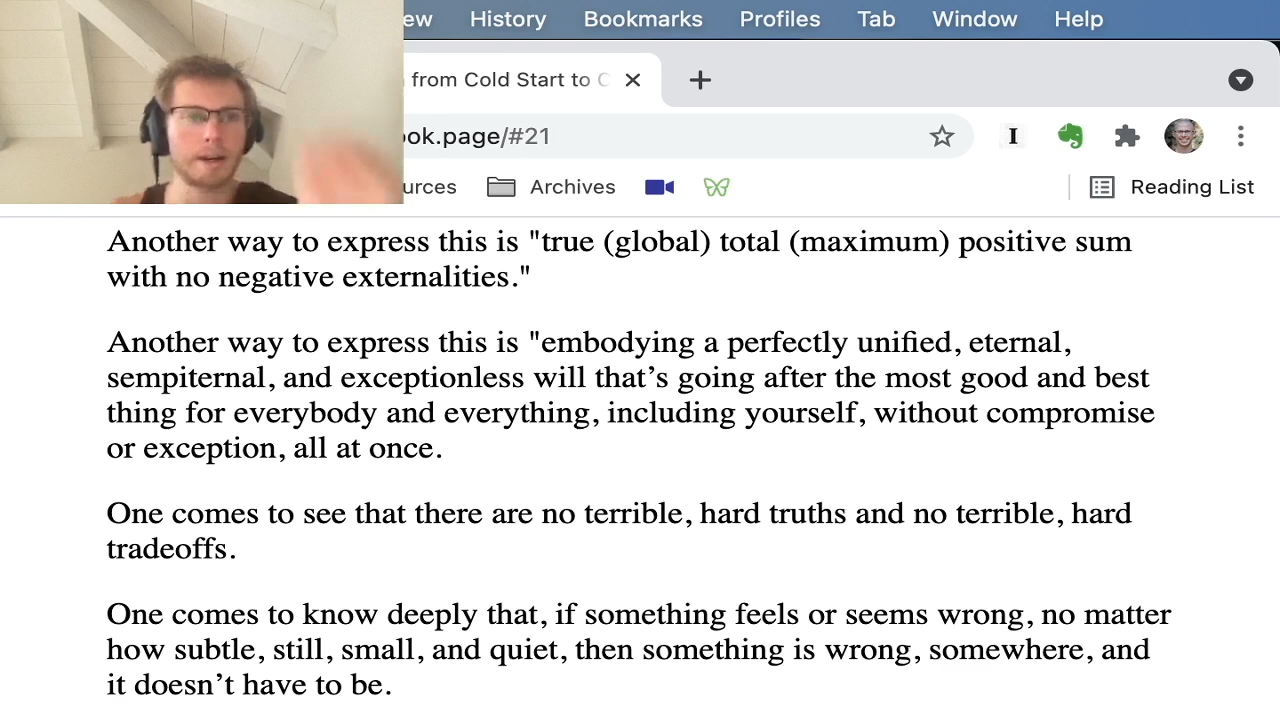 ew History Bookmarks Profiles Tab Window Help
from Cold Start to C
ok.page/#21
urces Archives Reading List
Another way to express this is "true (global) total (maximum) positive sum
with no negative externalities."
Another way to express this is "embodying a perfectly unified, eternal,
sempiternal, and exceptionless will that’s going after the most good and best
thing for everybody and everything, including yourself, without compromise
or exception, all at once.
One comes to see that there are no terrible, hard truths and no terrible, hard
tradeoffs.
One comes to know deeply that, if something feels or seems wrong, no matter
how subtle, still, small, and quiet, then something is wrong, somewhere, and
it doesn’t have to be.